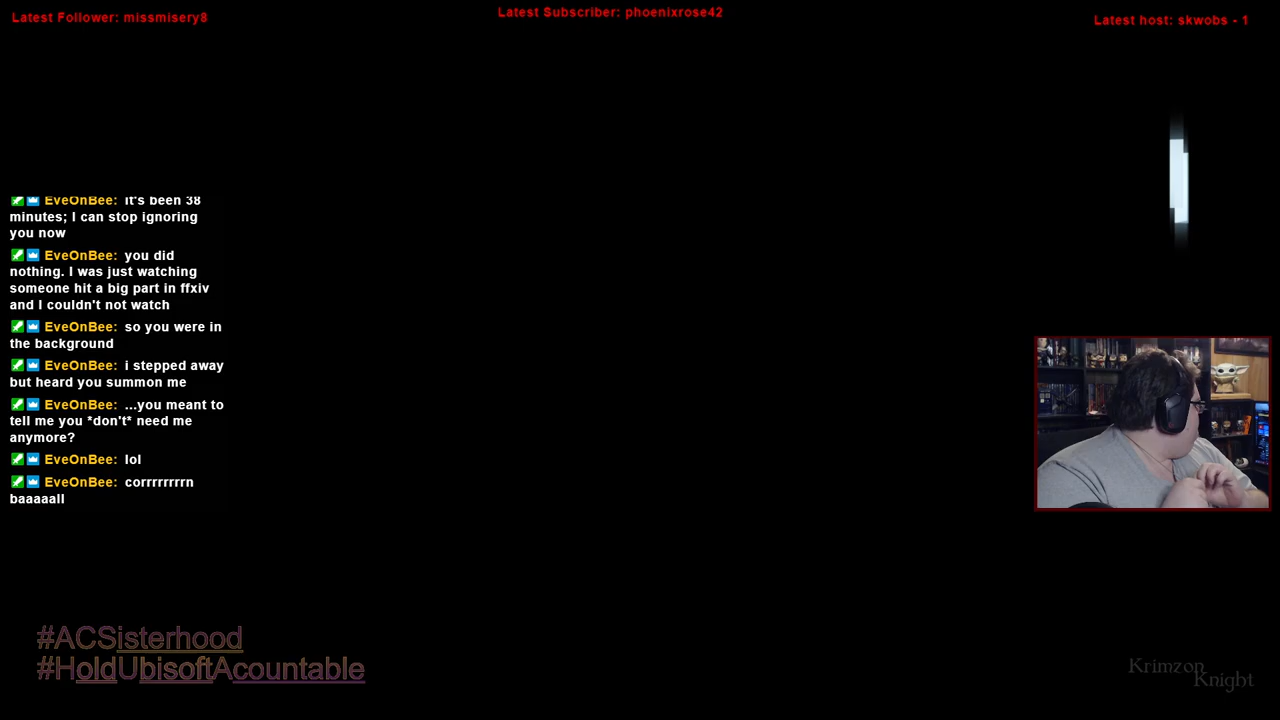 Latest Follower: missmisery8
Latest Subscriber: phoenixrose42
Latest host: skwobs - 1
EveOnBee: it's been 38
minutes; I can stop ignoring
you now
EveOnBee: you did
nothing. I was just watching
someone hit a big part in ffxiv
and I couldn't not watch
EveOnBee: so you were in
the background
EveOnBee: i stepped away
but heard you summon me
EveOnBee: ...you meant to
tell me you *don't* need me
anymore?
EveOnBee: lol
EveOnBee: corrrrrrrrn
baaaaall
#ACSisterhood
#HoldUbisoftAcountable
Krimzon
Knight